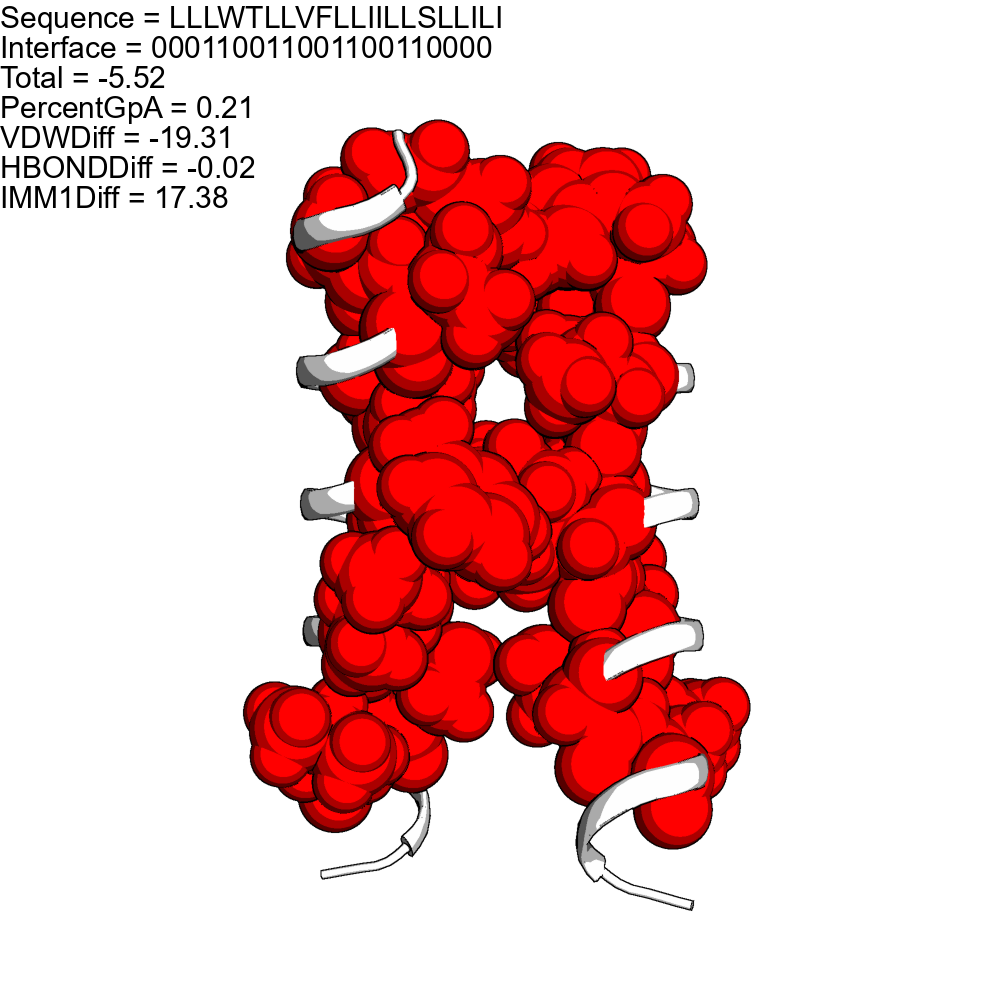 Sequence = LLLWTLLVFLLIILLSLLILI
Interface = 000110011001100110000
Total = -5.52
PercentGpA = 0.21
VDWDiff = -19.31
HBONDDiff = -0.02
IMM1Diff = 17.38